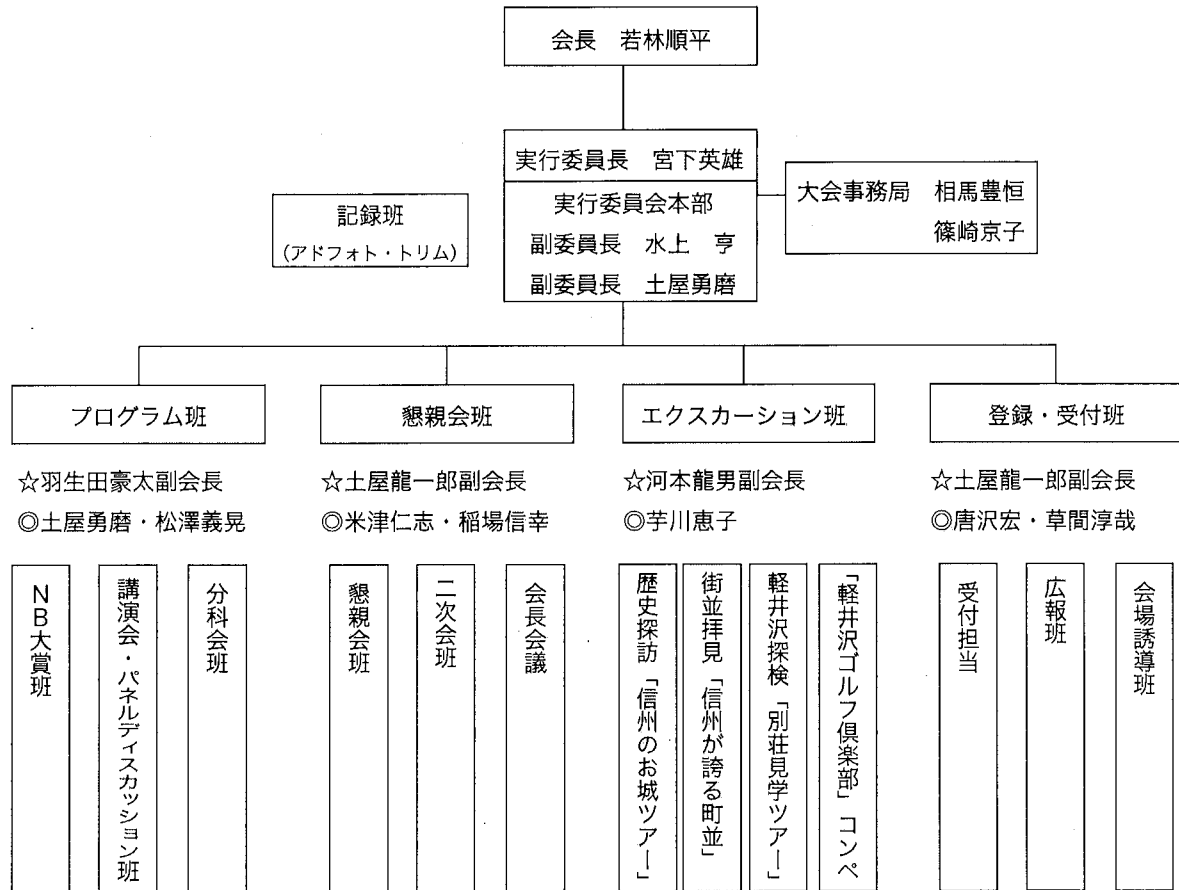 会長　若林順平
実行委員長　宮下英雄
実行委員会本部
副委員長　水上　亨
副委員長　土屋勇磨
大会事務局　相馬豊恒
篠崎京子
記録班
(アドフォト・トリム)
プログラム班
☆羽生田豪太副会長
◎土屋勇磨・松澤義晃
NB大賞班
講演会・パネルディスカッション班
分科会班
懇親会班
☆土屋龍一郎副会長
◎米津仁志・稲場信幸
懇親会班
二次会班
会長会議
エクスカーション班
☆河本龍男副会長
◎芋川恵子
歴史探訪「信州のお城ツアー」
街並拝見「信州が誇る町並」
軽井沢探検「別荘見学ツアー」
「軽井沢ゴルフ倶楽部」コンペ
登録・受付班
☆土屋龍一郎副会長
◎唐沢宏・草間淳哉
受付担当
広報班
会場誘導班